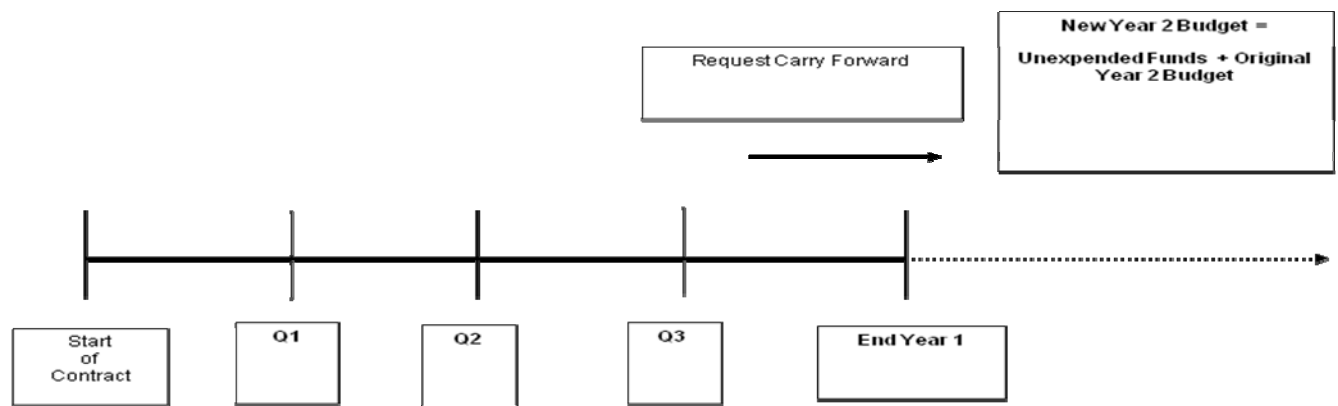 New Year 2 Budget =
Unexpended Funds + Original
Year 2 Budget
Request Carry Forward
Start
of
Contract
Q1
Q2
Q3
End Year 1